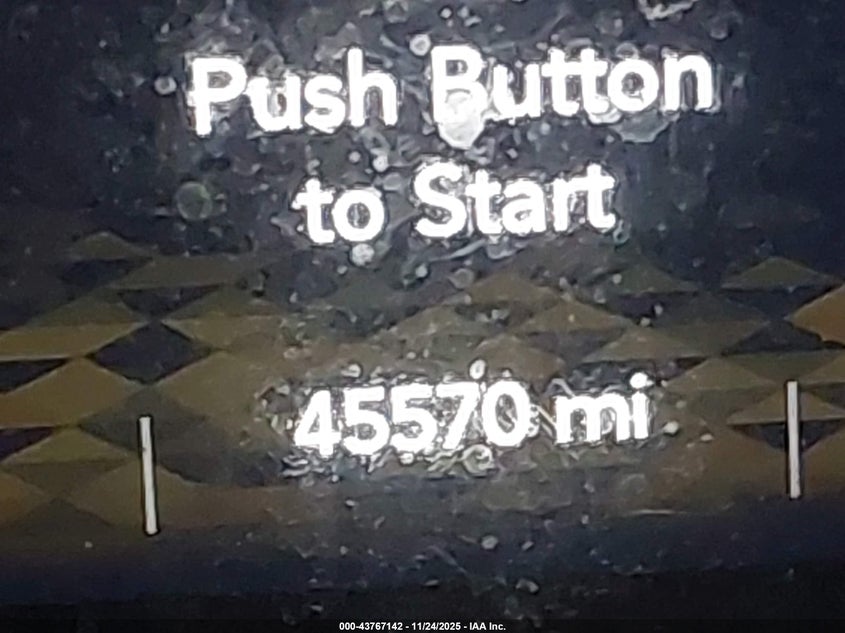 Push Button
to Start
45570 mi
000-43767142 - 11/24/2025 - IAA Inc.